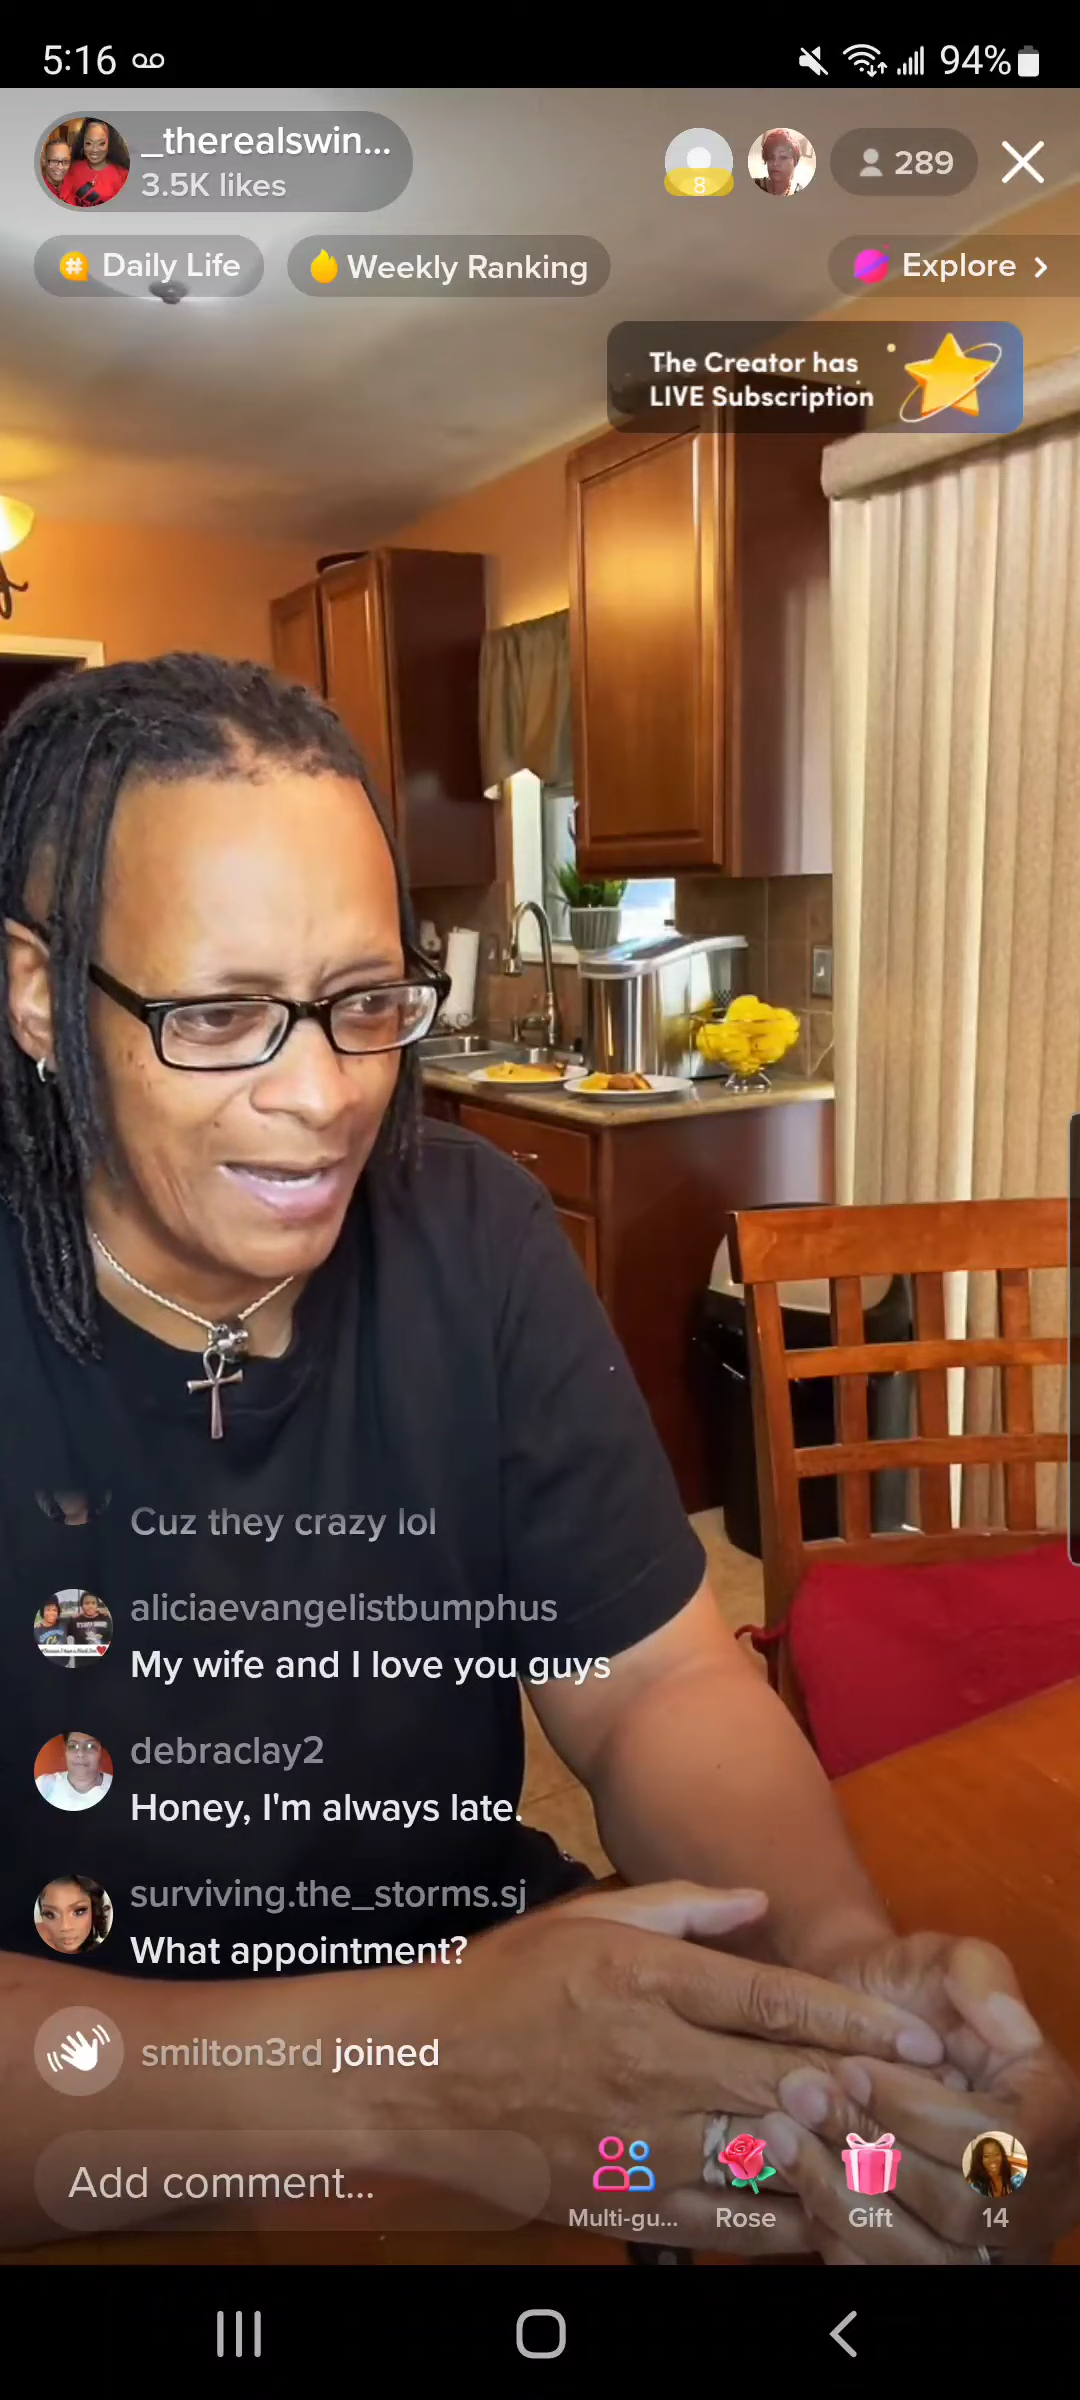 5:16
94%
_therealswin...
3.5K likes
8
289
Daily Life
Weekly Ranking
Explore >
The Creator has
LIVE Subscription
Cuz they crazy lol
aliciaevangelistbumphus
My wife and I love you guys
debraclay2
Honey, I'm always late.
surviving.the_storms.sj
What appointment?
smilton3rd joined
Add comment...
Multi-gu...
Rose
Gift
14